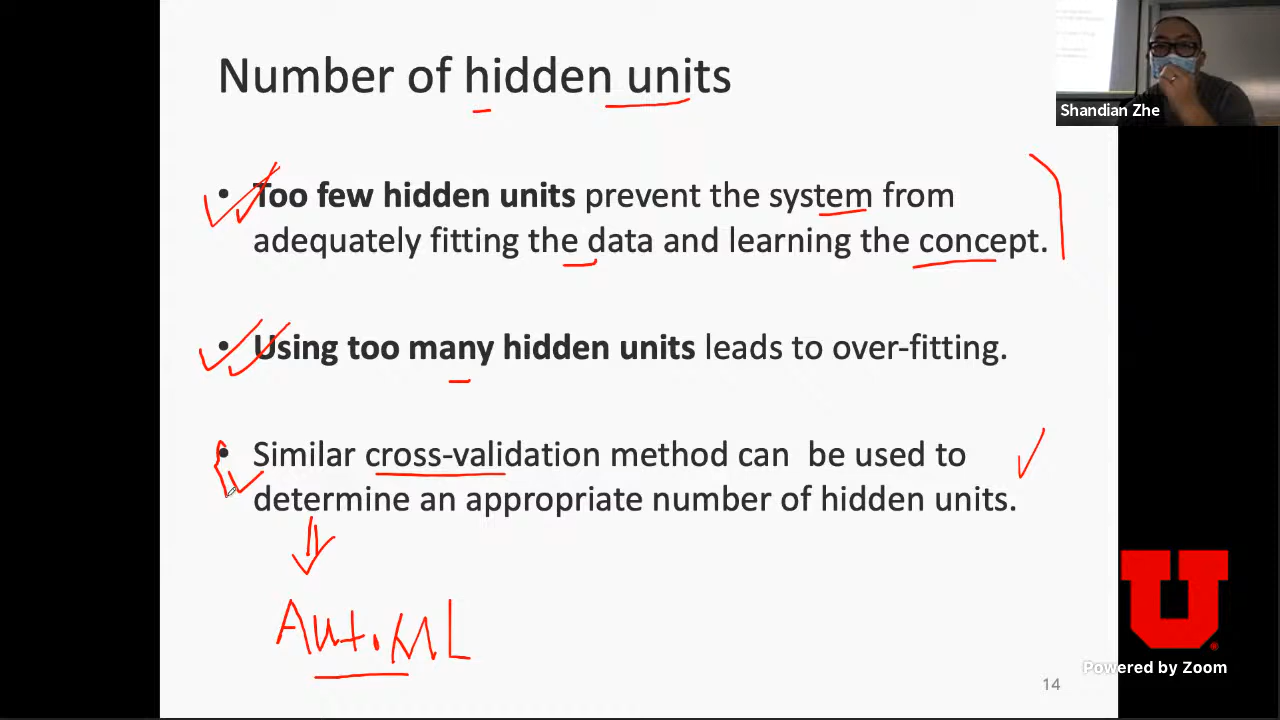 Number of hidden units
Shandian Zhe
• Too few hidden units prevent the system from
adequately fitting the data and learning the concept.
• Using too many hidden units leads to over-fitting.
• Similar cross-validation method can be used to
determine an appropriate number of hidden units.
Auto ML
U
Powered by Zoom
14